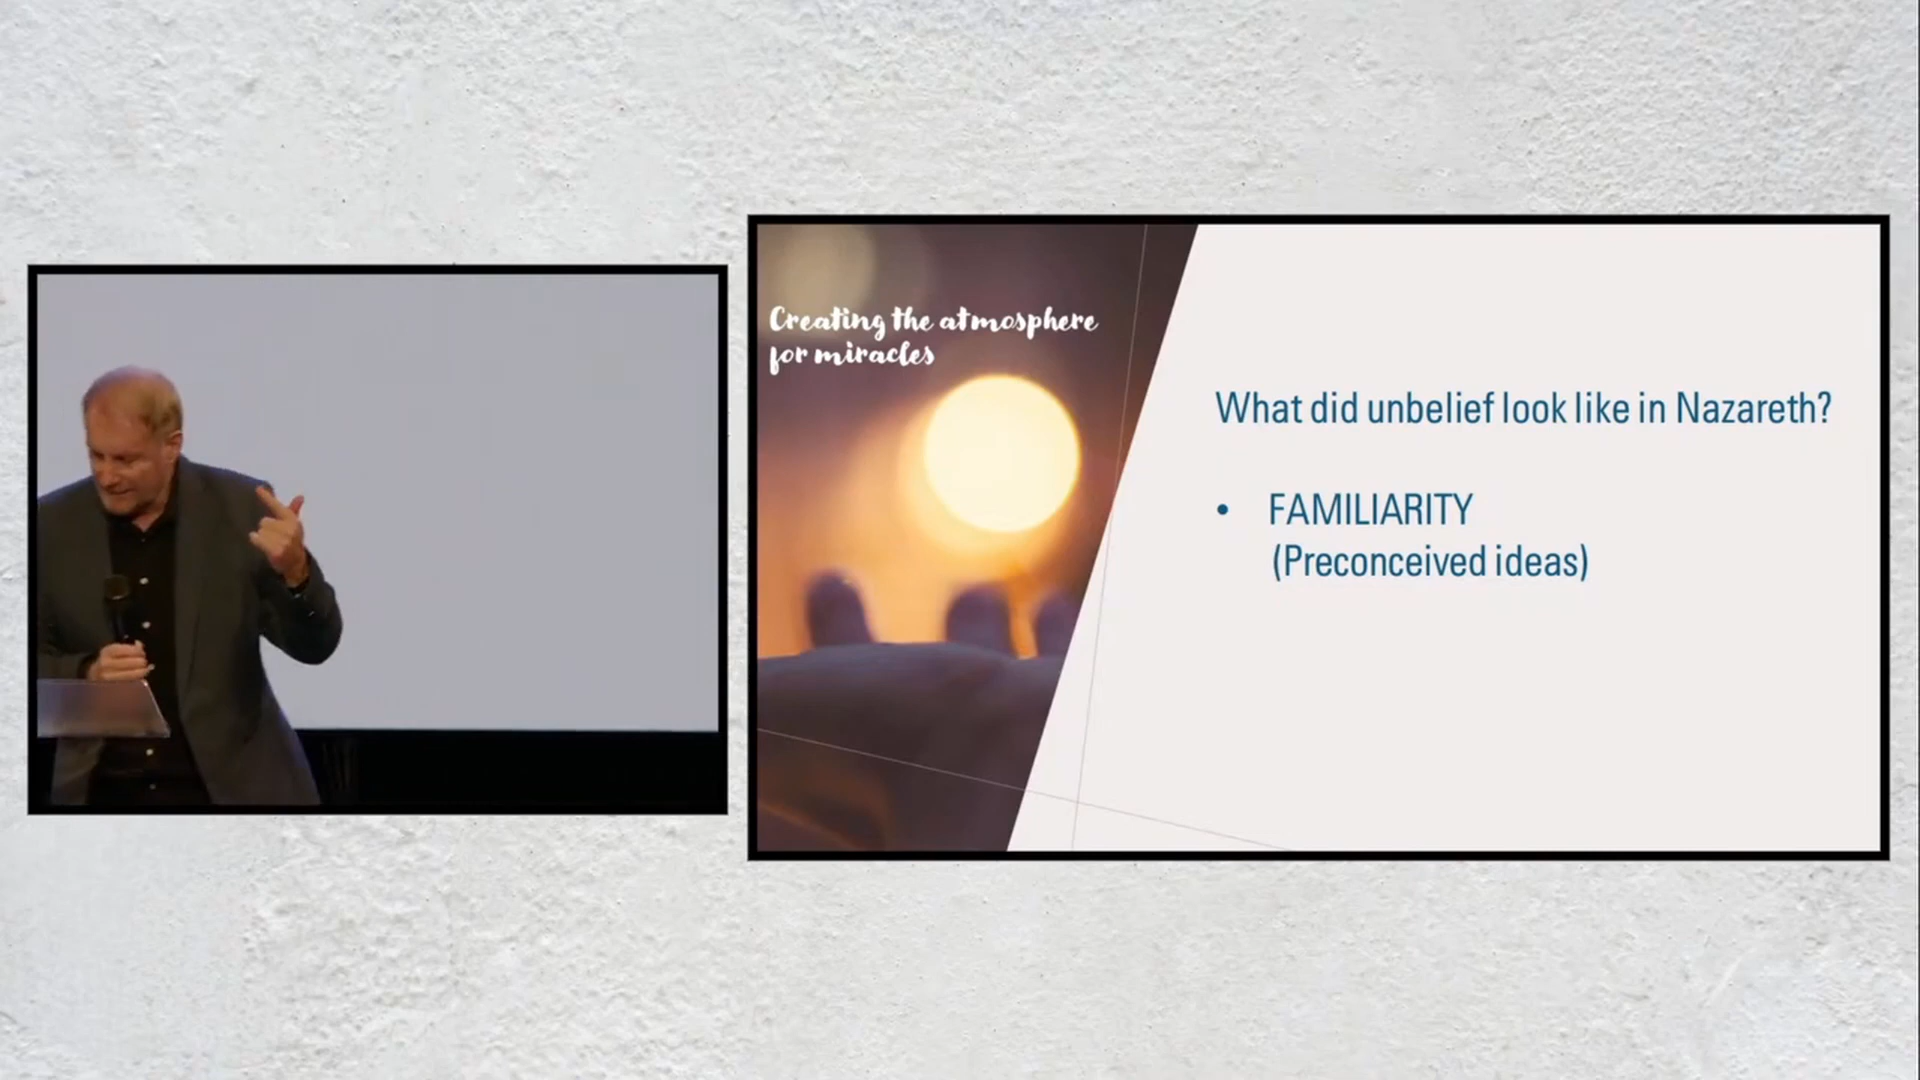 Creating the atmosphere
for miracles
What did unbelief look like in Nazareth?
• FAMILIARITY
(Preconceived ideas)